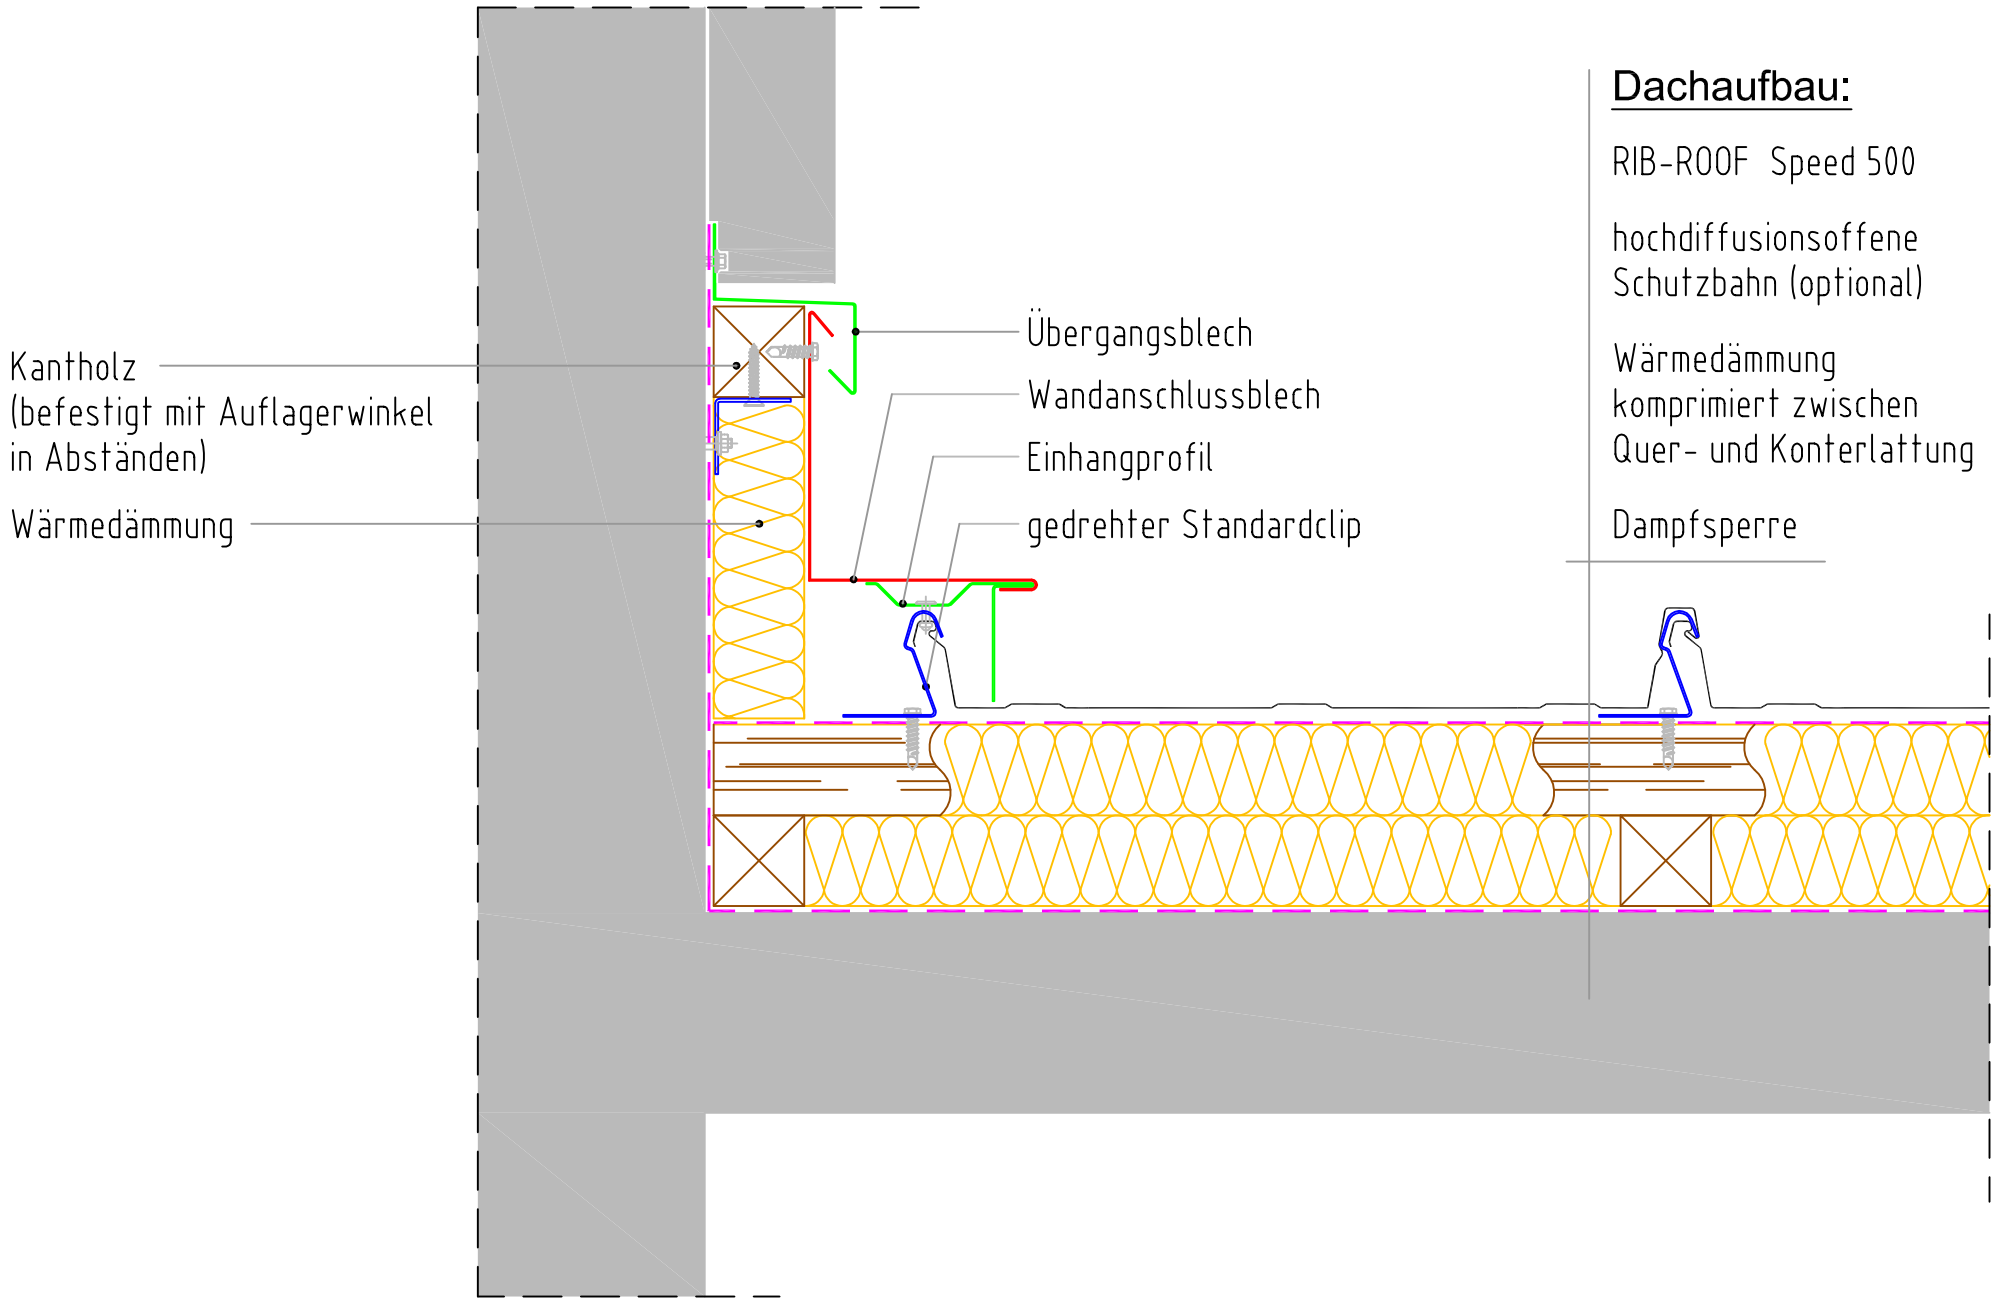 Kantholz
(befestigt mit Auflagerwinkel
in Abständen)
Wärmedämmung
Übergangsblech
Wandanschlussblech
Einhangprofil
gedrehter Standardclip
Dachaufbau:
RIB-ROOF Speed 500
hochdiffusionsoffene
Schutzbahn (optional)
Wärmedämmung
komprimiert zwischen
Quer- und Konterlattung
Dampfsperre